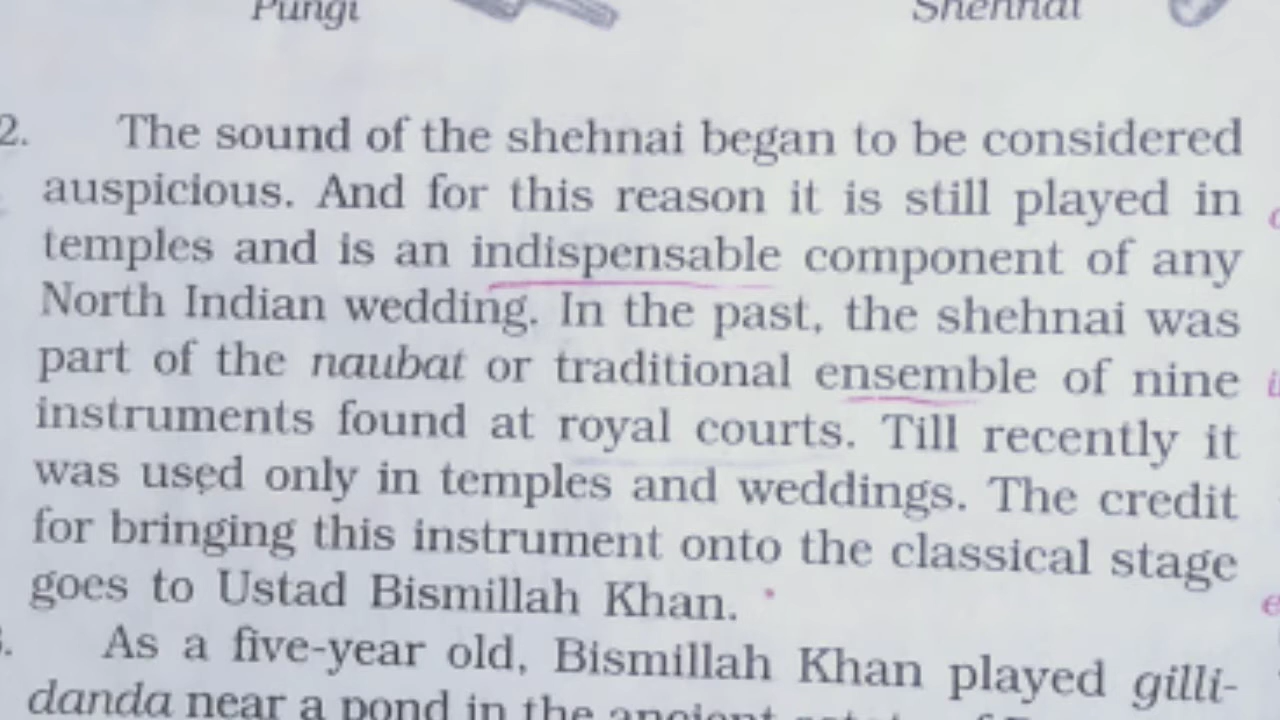 Pungi Shehnai
2. The sound of the shehnai began to be considered
auspicious. And for this reason it is still played in
temples and is an indispensable component of any
North Indian wedding. In the past, the shehnai was
part of the naubat or traditional ensemble of nine
instruments found at royal courts. Till recently it
was used only in temples and weddings. The credit
for bringing this instrument onto the classical stage
goes to Ustad Bismillah Khan.
As a five-year old, Bismillah Khan played gilli-
danda near a pond in the ancient